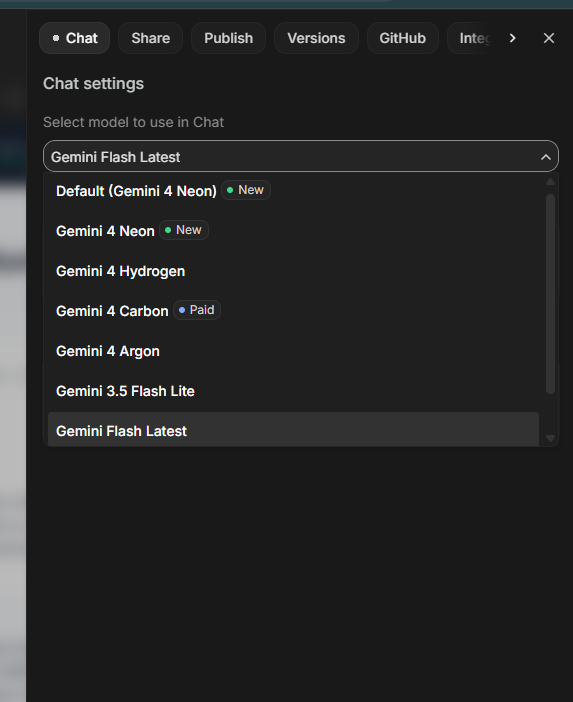 Chat Share Publish Versions GitHub
Chat settings
Select model to use in Chat
Gemini Flash Latest
Default (Gemini 4 Neon) New
Gemini 4 Neon New
Gemini 4 Hydrogen
Gemini 4 Carbon Paid
Gemini 4 Argon
Gemini 3.5 Flash Lite
Gemini Flash Latest